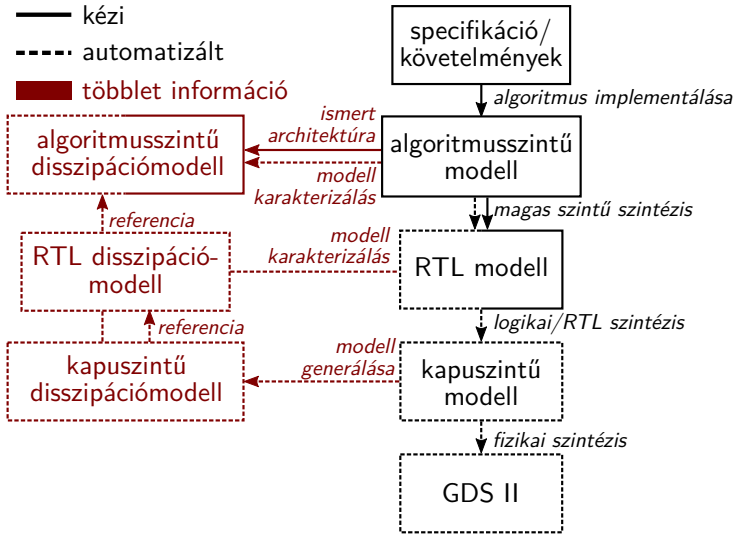 kézi
automatizált
többlet információ
specifikáció/
követelmények
algoritmus implementálása
algoritmusszintű
disszipációmodell
ismert
architektúra
modell
karakterizálás
algoritmusszintű
modell
referencia
magas szintű szintézis
RTL disszipáció-
modell
modell
karakterizálás
RTL modell
referencia
logikai/RTL szintézis
kapuszintű
disszipációmodell
modell
generálása
kapuszintű
modell
fizikai szintézis
GDS II